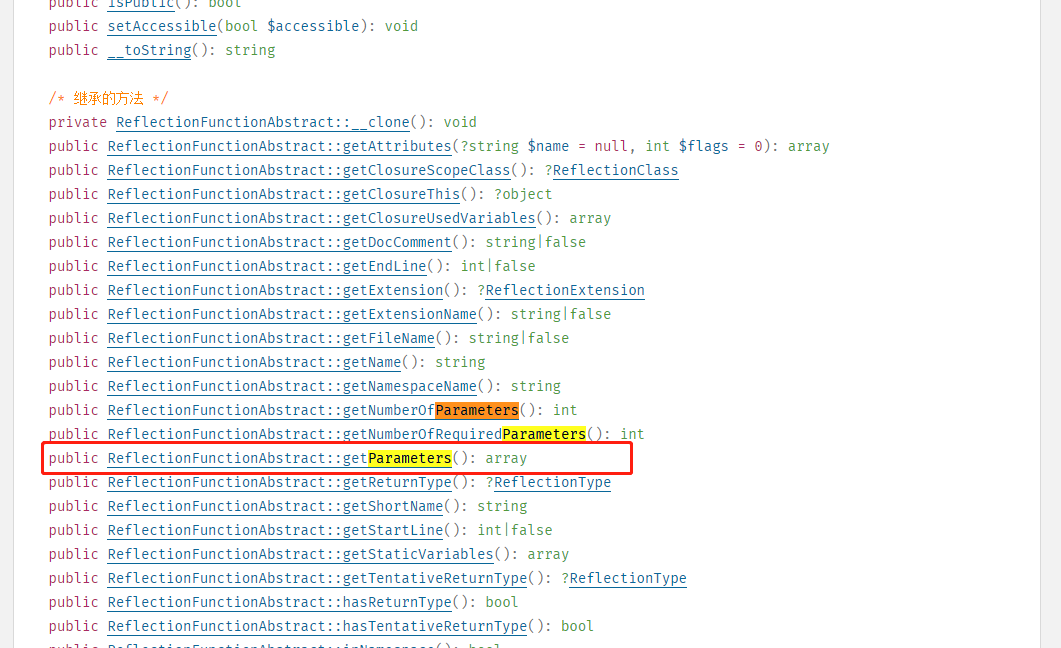 public isPublic(): bool
public setAccessible(bool $accessible): void
public __toString(): string
/* 继承的方法 */
private ReflectionFunctionAbstract::__clone(): void
public ReflectionFunctionAbstract::getAttributes(?string $name = null, int $flags = 0): array
public ReflectionFunctionAbstract::getClosureScopeClass(): ?ReflectionClass
public ReflectionFunctionAbstract::getClosureThis(): ?object
public ReflectionFunctionAbstract::getClosureUsedVariables(): array
public ReflectionFunctionAbstract::getDocComment(): string|false
public ReflectionFunctionAbstract::getEndLine(): int|false
public ReflectionFunctionAbstract::getExtension(): ?ReflectionExtension
public ReflectionFunctionAbstract::getExtensionName(): string|false
public ReflectionFunctionAbstract::getFileName(): string|false
public ReflectionFunctionAbstract::getName(): string
public ReflectionFunctionAbstract::getNamespaceName(): string
public ReflectionFunctionAbstract::getNumberOfParameters(): int
public ReflectionFunctionAbstract::getNumberOfRequiredParameters(): int
public ReflectionFunctionAbstract::getParameters(): array
public ReflectionFunctionAbstract::getReturnType(): ?ReflectionType
public ReflectionFunctionAbstract::getShortName(): string
public ReflectionFunctionAbstract::getStartLine(): int|false
public ReflectionFunctionAbstract::getStaticVariables(): array
public ReflectionFunctionAbstract::getTentativeReturnType(): ?ReflectionType
public ReflectionFunctionAbstract::hasReturnType(): bool
public ReflectionFunctionAbstract::hasTentativeReturnType(): bool
public ReflectionFunctionAbstract::inNamespace(): bool